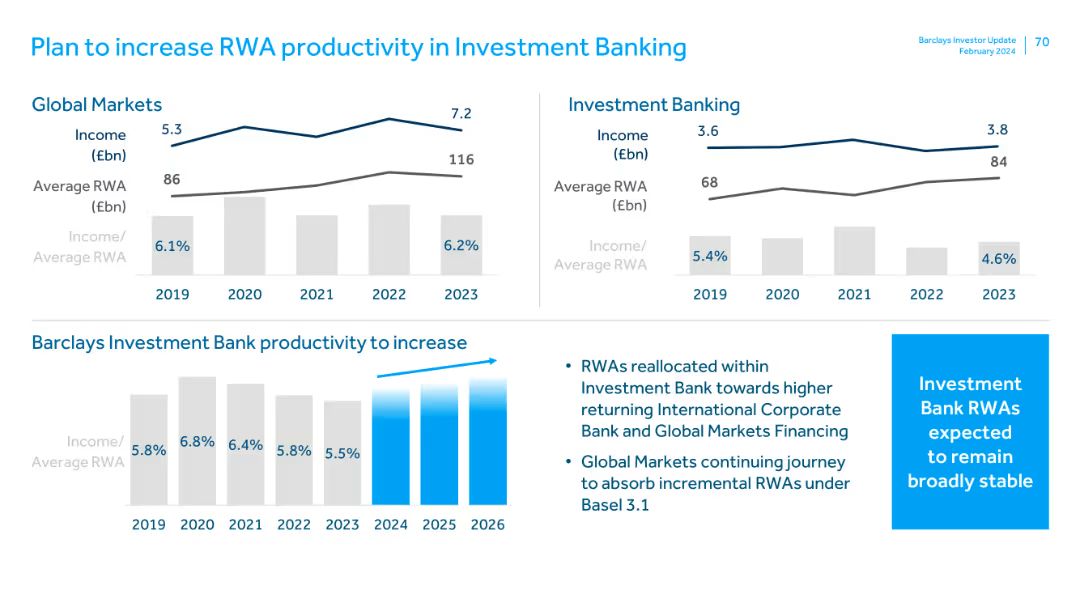 Plan to increase RWA productivity in Investment Banking
Barclays Investor Update
February 2024
70
Global Markets
Income
(£bn)
5.3
7.2
Average RWA
(£bn)
86
116
Income/
Average RWA
6.1%
6.2%
2019 2020 2021 2022 2023
Investment Banking
Income
(£bn)
3.6
3.8
Average RWA
(£bn)
68
84
Income/
Average RWA
5.4%
4.6%
2019 2020 2021 2022 2023
Barclays Investment Bank productivity to increase
Income/
Average RWA
5.8% 6.8% 6.4% 5.8% 5.5%
2019 2020 2021 2022 2023 2024 2025 2026
• RWAs reallocated within
Investment Bank towards higher
returning International Corporate
Bank and Global Markets Financing
• Global Markets continuing journey
to absorb incremental RWAs under
Basel 3.1
Investment
Bank RWAs
expected
to remain
broadly stable